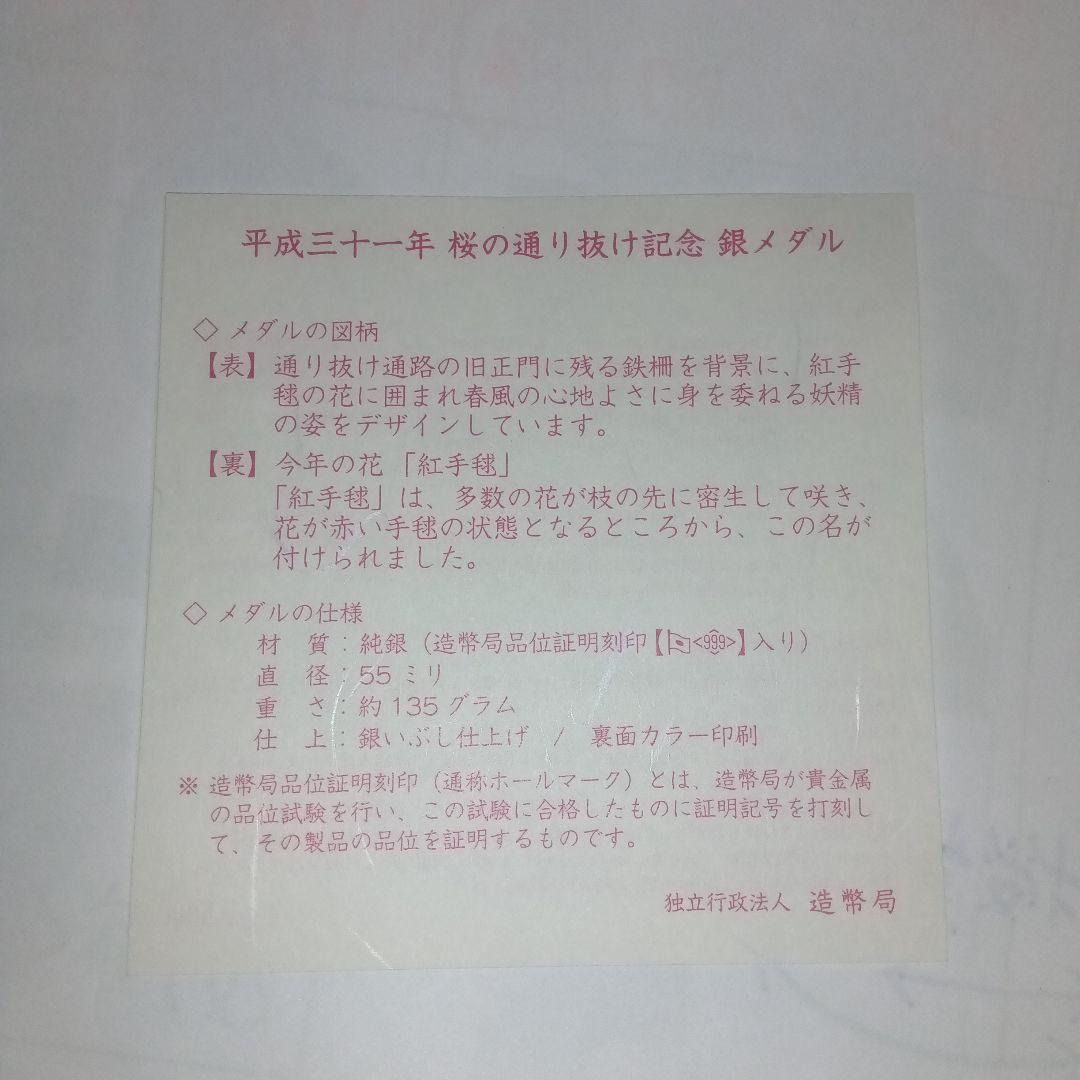 平成三十一年 桜の通り抜け記念 銀メダル
◇ メダルの図柄
【表】通り抜け通路の旧正門に残る鉄柵を背景に、紅手
毬の花に囲まれ春風の心地よさに身を委ねる妖精
の姿をデザインしています。
【裏】今年の花「紅手毬」
「紅手毬」は、多数の花が枝の先に密生して咲き、
花が赤い手毬の状態となるところから、この名が
付けられました。
◇ メダルの仕様
材 質：純銀（造幣局品位証明刻印【<999>】入り）
直 径：55ミリ
重 さ：約135グラム
仕 上：銀いぶし仕上げ / 裏面カラー印刷
※ 造幣局品位証明刻印（通称ホールマーク）とは、造幣局が貴金属
の品位試験を行い、この試験に合格したものに証明記号を打刻し
て、その製品の品位を証明するものです。
独立行政法人 造幣局